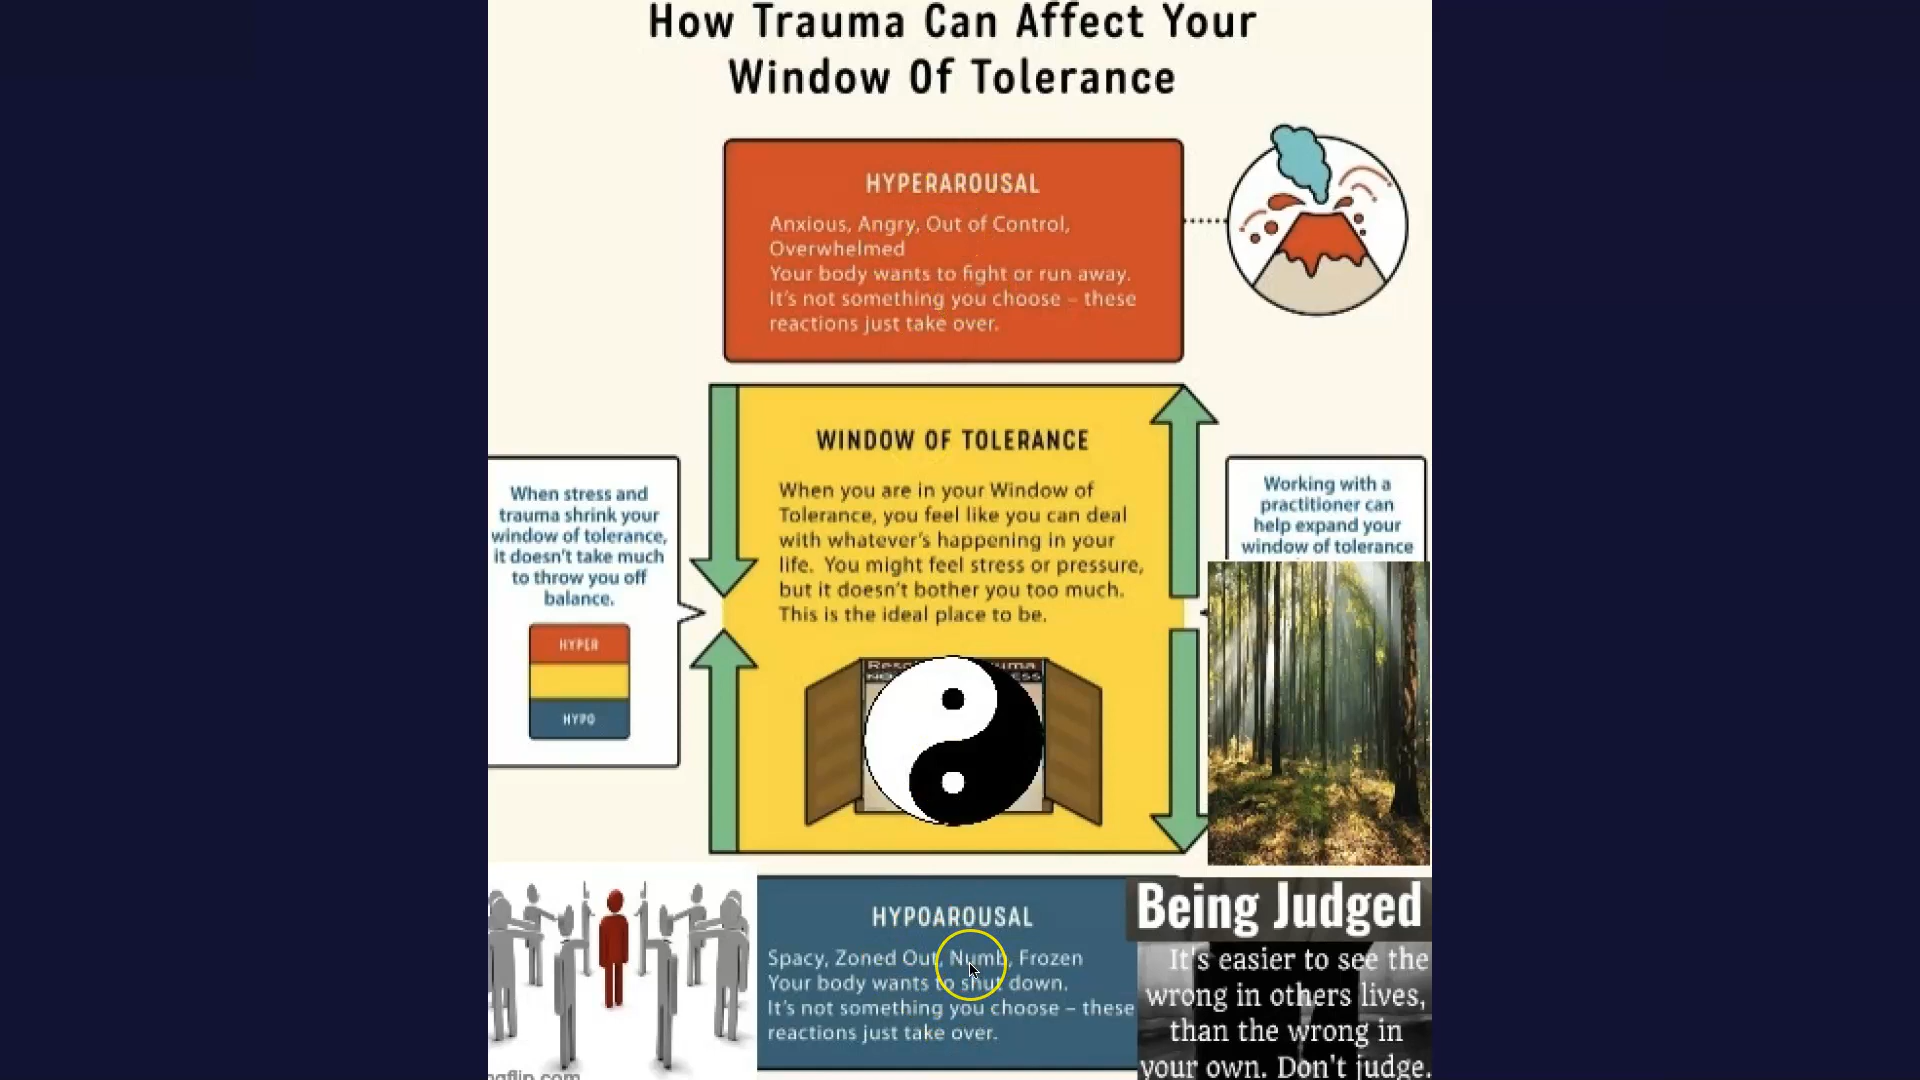 How Trauma Can Affect Your
Window Of Tolerance
HYPERAROUSAL
Anxious, Angry, Out of Control,
Overwhelmed
Your body wants to fight or run away.
It's not something you choose – these
reactions just take over.
WINDOW OF TOLERANCE
When you are in your Window of
Tolerance, you feel like you can deal
with whatever's happening in your
life. You might feel stress or pressure,
but it doesn't bother you too much.
This is the ideal place to be.
When stress and
trauma shrink your
window of tolerance,
it doesn't take much
to throw you off
balance.
HYPER
HYPO
Working with a
practitioner can
help expand your
window of tolerance
HYPOAROUSAL
Spacy, Zoned Out, Numb, Frozen
Your body wants to shut down.
It's not something you choose – these
reactions just take over.
Being Judged
It's easier to see the
wrong in others lives,
than the wrong in
your own. Don't judge.